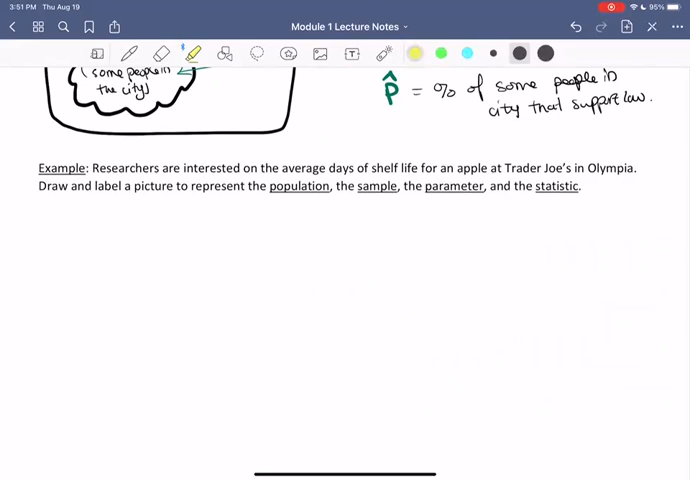 3:51 PM Thu Aug 19
95%
Module 1 Lecture Notes
(some people in
the city)
p̂ = % of some people in
city that support law.
Example: Researchers are interested on the average days of shelf life for an apple at Trader Joe's in Olympia.
Draw and label a picture to represent the population, the sample, the parameter, and the statistic.